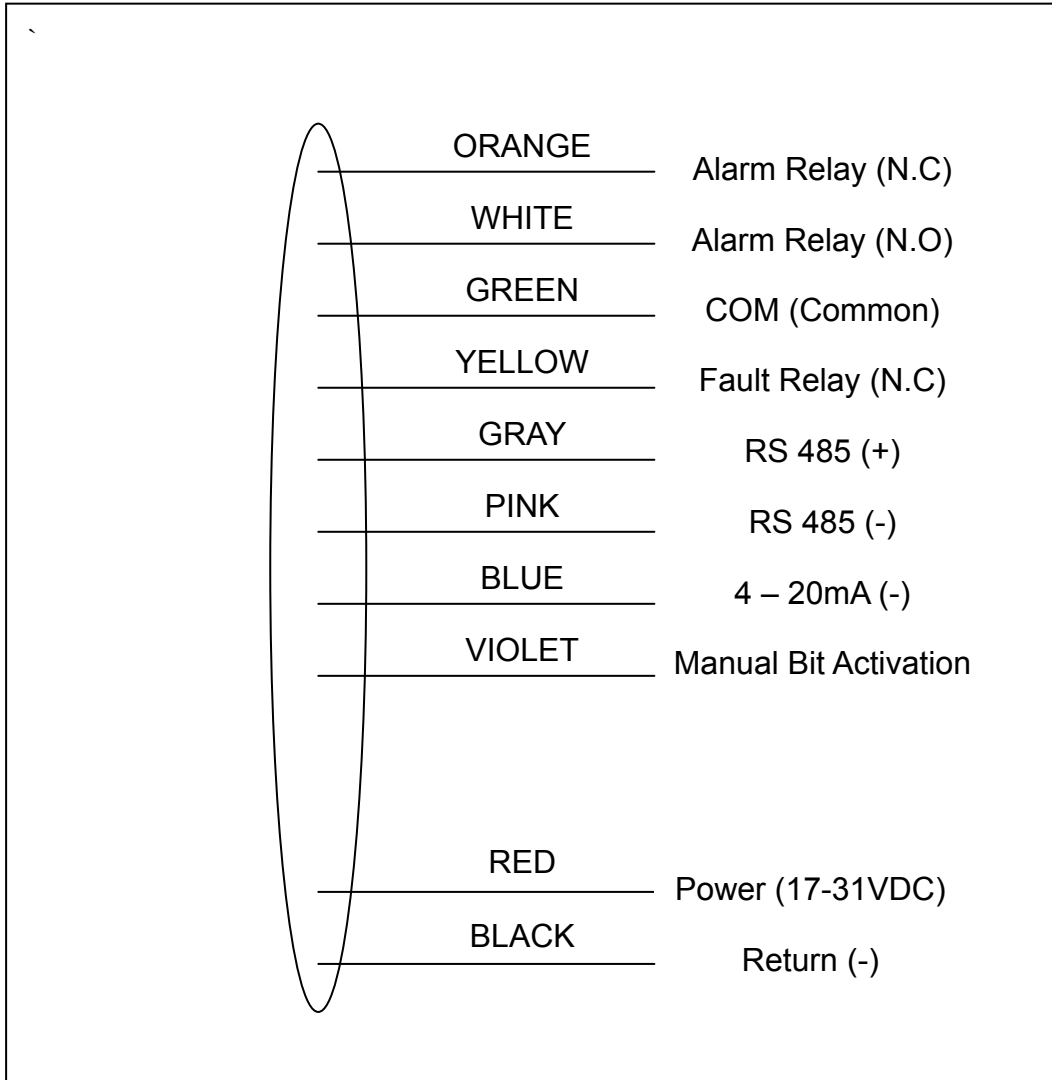 `
ORANGE Alarm Relay (N.C)
WHITE Alarm Relay (N.O)
GREEN COM (Common)
YELLOW Fault Relay (N.C)
GRAY RS 485 (+)
PINK RS 485 (-)
BLUE 4 – 20mA (-)
VIOLET Manual Bit Activation
RED Power (17-31VDC)
BLACK Return (-)